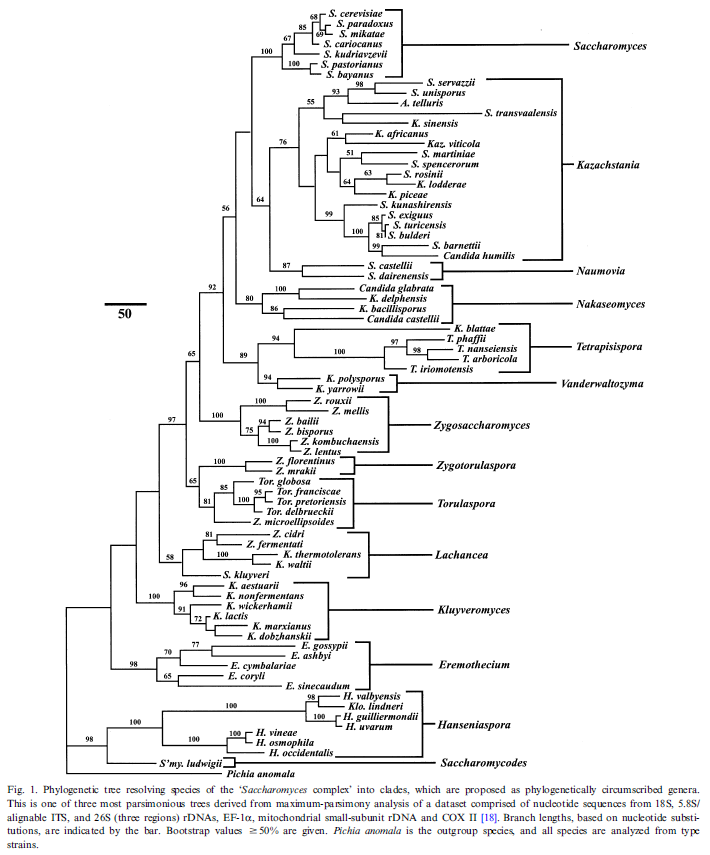 68
S. cerevisiae
85
S. paradoxus
69
S. mikatae
67
S. cariocanus
Saccharomyces
100
S. kudriavzevii
100
S. pastorianus
S. bayanus
98
S. servazzii
93
S. unisporus
55
A. telluris
S. transvaalensis
K. sinensis
76
61
K. africanus
Kaz. viticola
51
S. martiniae
Kazachstania
S. spencerorum
63
S. rosinii
64
K. lodderae
K. piceae
64
S. kunashirensis
99
85
S. exiguus
56
S. turicensis
100
81
S. bulderi
99
S. barnettii
Candida humilis
87
S. castellii
Naumovia
S. dairenensis
92
100
Candida glabrata
80
K. delphensis
Nakaseomyces
86
K. bacillisporus
Candida castellii
50
94
K. blattae
97
T. phaffii
100
98
T. nanseiensis
Tetrapisispora
65
89
T. arboricola
T. iriomotensis
94
K. polysporus
Vanderwaltozyma
K. yarrowii
100
Z. rouxii
100
Z. mellis
94
Z. bailii
75
Z. bisporus
Zygosaccharomyces
97
100
Z. kombuchaensis
Z. lentus
100
Z. florentinus
Zygotorulaspora
65
Z. mrakii
85
Tor. globosa
95
Tor. franciscae
81
100
Tor. pretoriensis
Torulaspora
Tor. delbrueckii
Z. microellipsoides
81
Z. cidri
Z. fermentati
58
100
K. thermotolerans
Lachancea
K. waltii
S. kluyveri
96
K. aestuarii
100
K. nonfermentans
91
K. wickerhamii
72
K. lactis
Kluyveromyces
K. marxianus
K. dobzhanskii
77
E. gossypii
70
E. ashbyi
98
E. cymbalariae
Eremothecium
65
E. coryli
E. sinecaudum
98
H. valbyensis
100
Klo. lindneri
100
H. guilliermondii
100
H. uvarum
Hanseniaspora
100
H. vineae
100
H. osmophila
98
H. occidentalis
S'my. ludwigii
Saccharomycodes
Pichia anomala
Fig. 1. Phylogenetic tree resolving species of the ‘Saccharomyces complex’ into clades, which are proposed as phylogenetically circumscribed genera.
This is one of three most parsimonious trees derived from maximum-parsimony analysis of a dataset comprised of nucleotide sequences from 18S, 5.8S/
alignable ITS, and 26S (three regions) rDNAs, EF-1α, mitochondrial small-subunit rDNA and COX II [18]. Branch lengths, based on nucleotide substi-
tutions, are indicated by the bar. Bootstrap values ≥50% are given. Pichia anomala is the outgroup species, and all species are analyzed from type
strains.